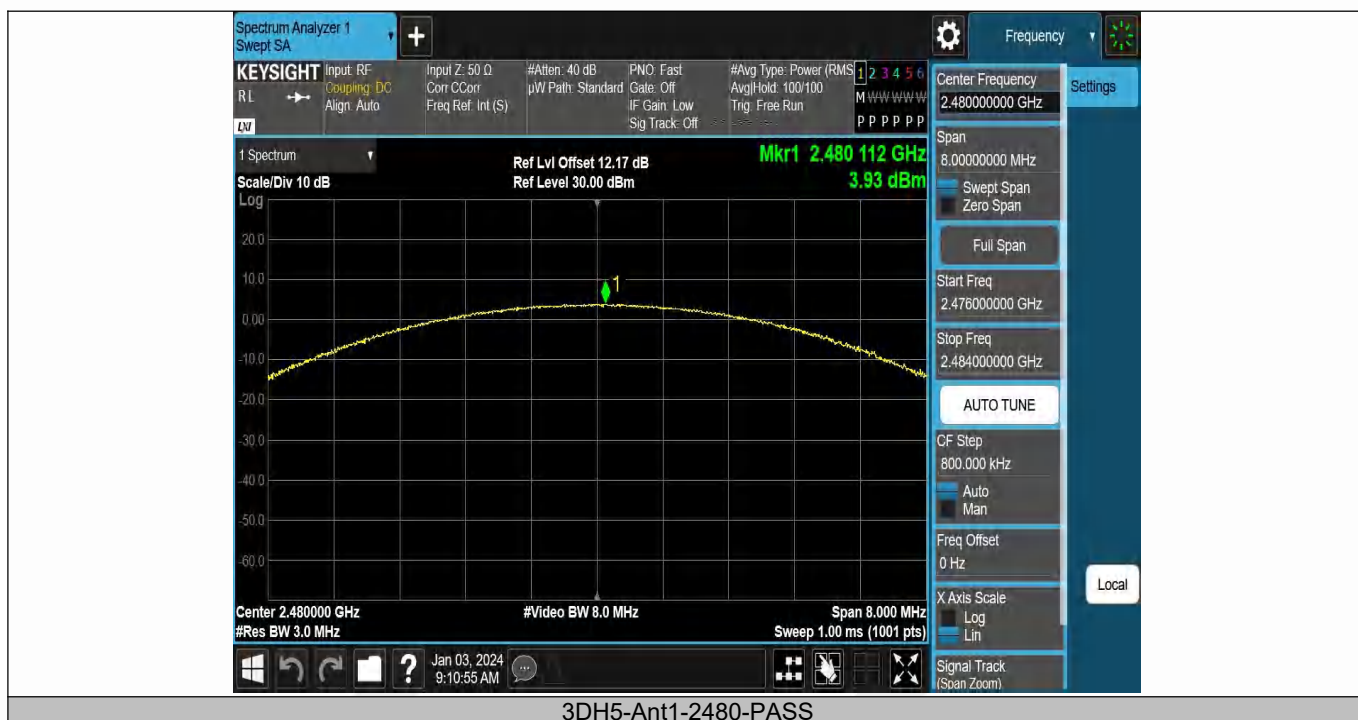 Spectrum Analyzer 1
Swept SA
+
Frequency
KEYSIGHT
RL
LXI
Input: RF
Coupling: DC
Align: Auto
Input Z: 50 Ω
Corr CCorr
Freq Ref: Int (S)
#Atten: 40 dB
µW Path: Standard
PNO: Fast
Gate: Off
IF Gain: Low
Sig Track: Off
#Avg Type: Power (RMS
Avg|Hold: 100/100
Trig: Free Run
1 2 3 4 5 6
M W W W W W
P P P P P P
1 Spectrum
Scale/Div 10 dB
Log
Ref Lvl Offset 12.17 dB
Ref Level 30.00 dBm
Mkr1 2.480 112 GHz
3.93 dBm
20.0
10.0
0.00
-10.0
-20.0
-30.0
-40.0
-50.0
-60.0
1
Center 2.480000 GHz
#Res BW 3.0 MHz
#Video BW 8.0 MHz
Span 8.000 MHz
Sweep 1.00 ms (1001 pts)
?
Jan 03, 2024
9:10:55 AM
Center Frequency
2.480000000 GHz
Settings
Span
8.00000000 MHz
Swept Span
Zero Span
Full Span
Start Freq
2.476000000 GHz
Stop Freq
2.484000000 GHz
AUTO TUNE
CF Step
800.000 kHz
Auto
Man
Freq Offset
0 Hz
Local
X Axis Scale
Log
Lin
Signal Track
(Span Zoom)
3DH5-Ant1-2480-PASS